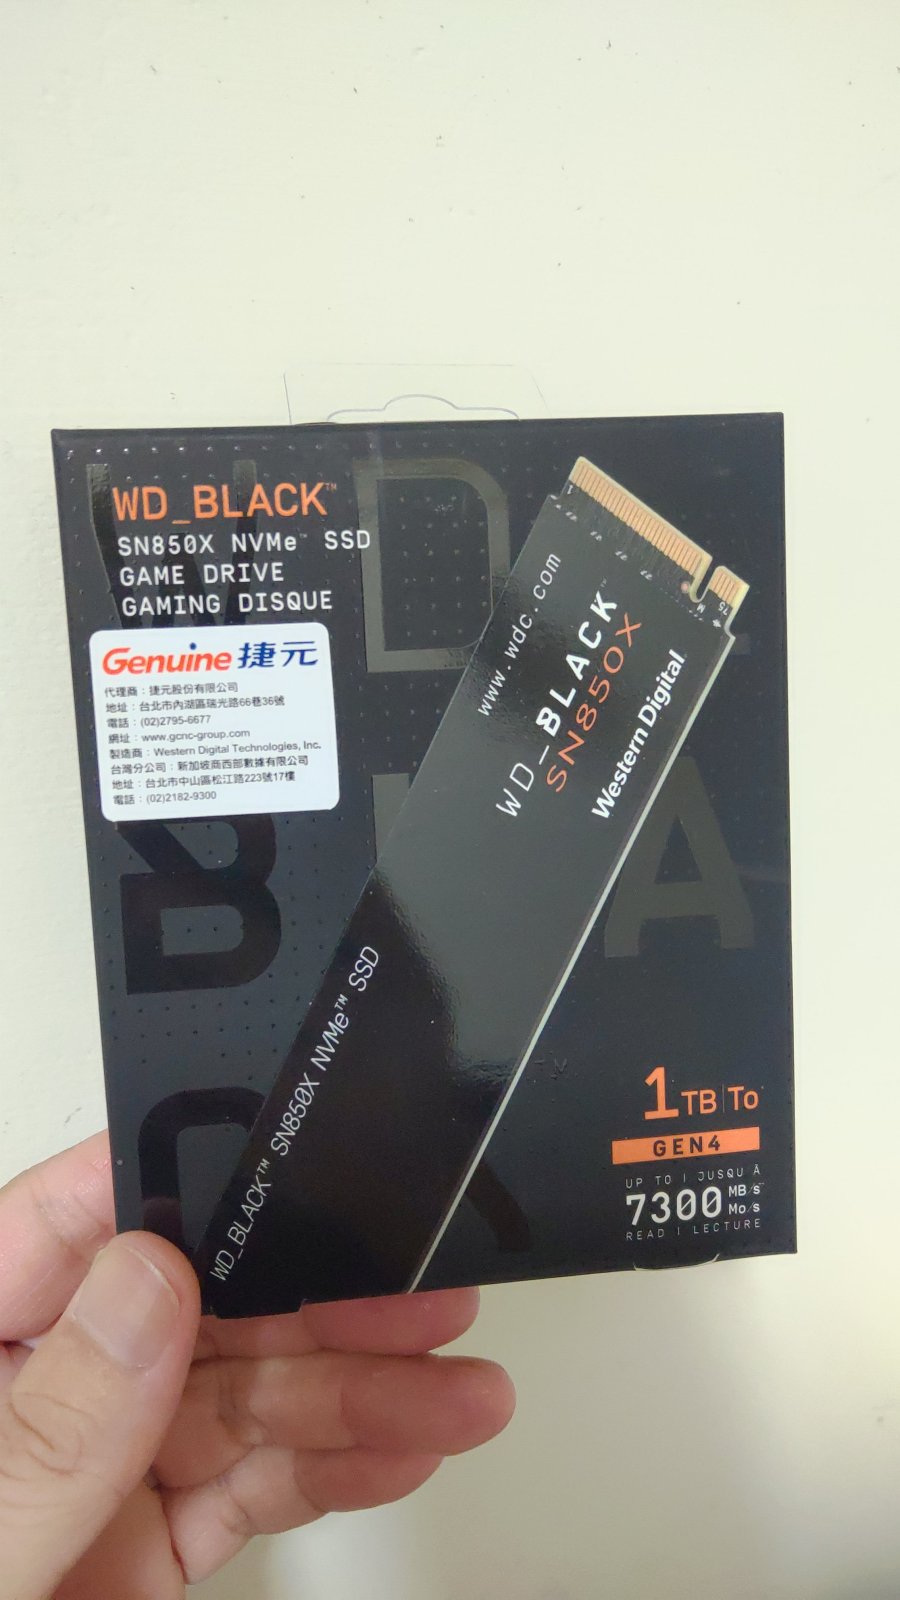 WD_BLACK™
SN850X NVMe™ SSD
GAME DRIVE
GAMING DISQUE
Genuine 捷元
代理商：捷元股份有限公司
地址：台北市內湖區瑞光路66巷36號
電話：(02)2795-6677
網址：www.gcnc-group.com
製造商：Western Digital Technologies, Inc.
台灣分公司：新加坡商西部數據有限公司
地址：台北市中山區松江路223號17樓
電話：(02)2182-9300
www.wdc.com
WD_BLACK™
SN850X
Western Digital
1
M
75
WD_BLACK™ SN850X NVMe™ SSD
1TB|To
GEN4
UP TO | JUSQU'À
7300 MB/s
Mo/s
READ | LECTURE